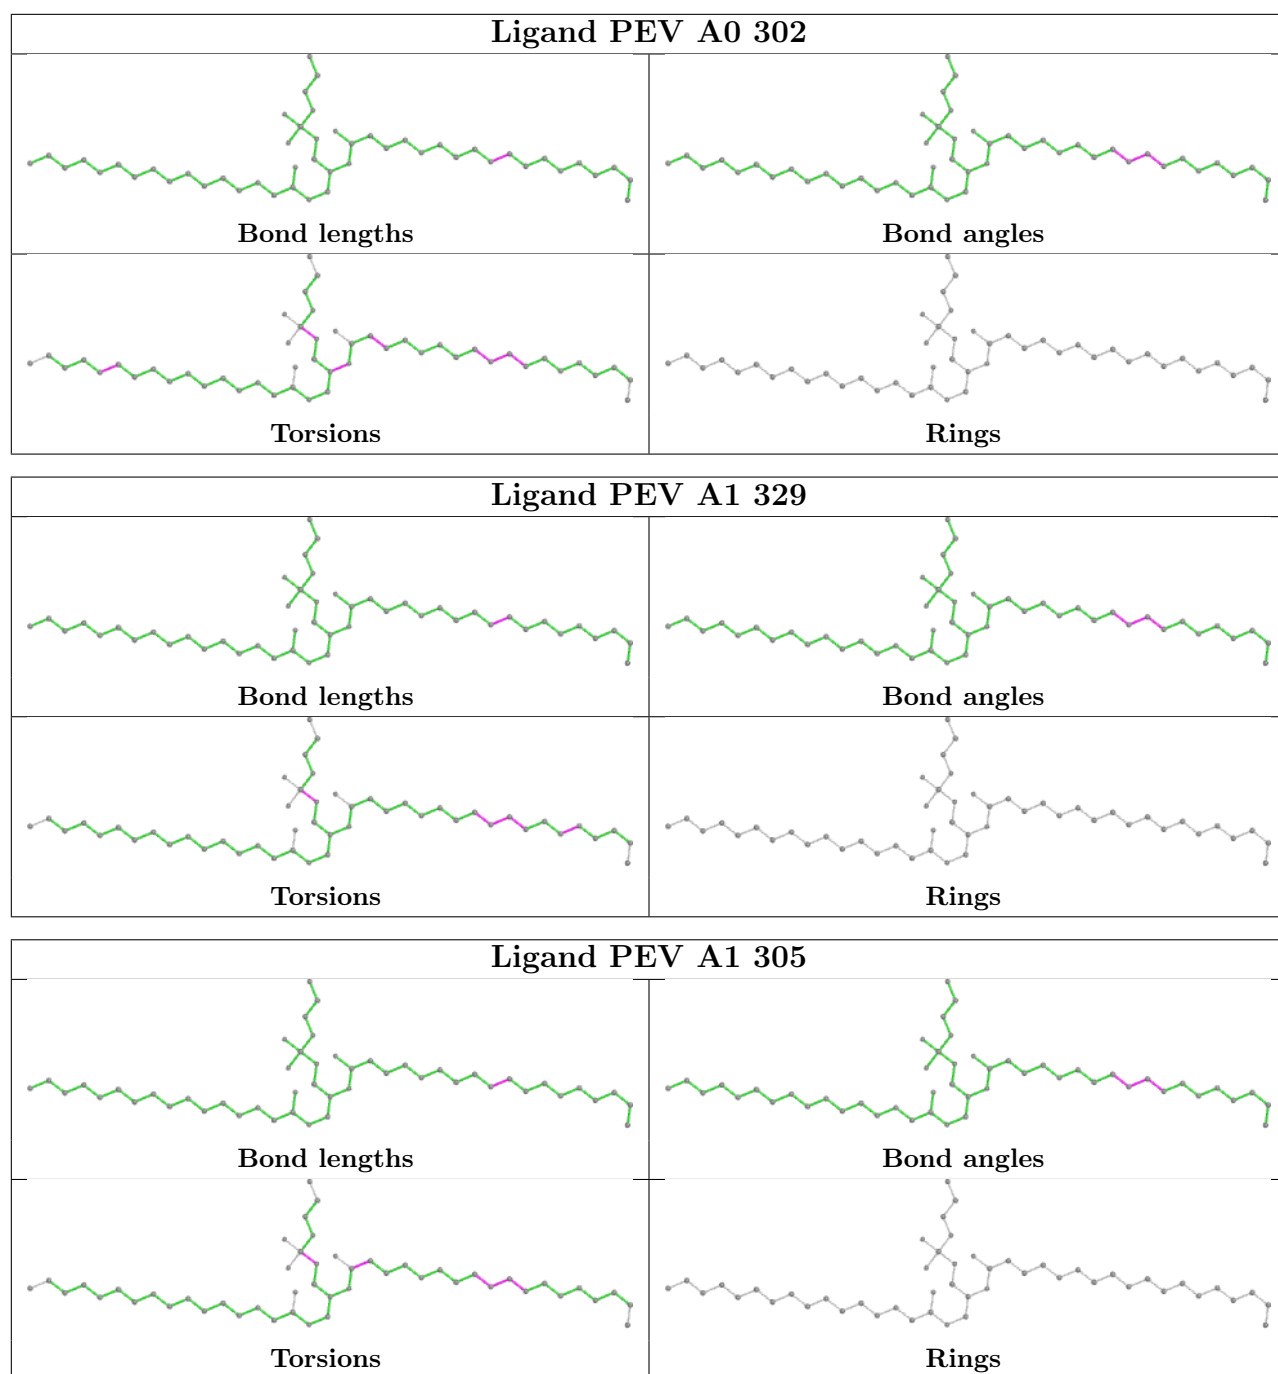 Ligand PEV A0 302
Bond lengths
Bond angles
Torsions
Rings
Ligand PEV A1 329
Bond lengths
Bond angles
Torsions
Rings
Ligand PEV A1 305
Bond lengths
Bond angles
Torsions
Rings